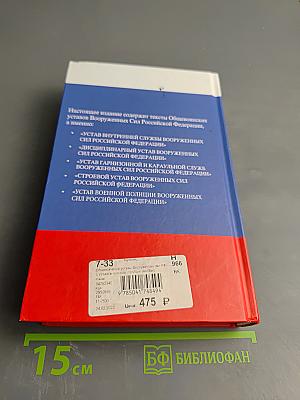 Настоящее издание содержит тексты Общевоинских
уставов Вооруженных Сил Российской Федерации,
а именно:
• «УСТАВ ВНУТРЕННЕЙ СЛУЖБЫ ВООРУЖЕННЫХ
СИЛ РОССИЙСКОЙ ФЕДЕРАЦИИ»
• «ДИСЦИПЛИНАРНЫЙ УСТАВ ВООРУЖЕННЫХ
СИЛ РОССИЙСКОЙ ФЕДЕРАЦИИ»
• «УСТАВ ГАРНИЗОННОЙ И КАРАУЛЬНОЙ СЛУЖБ
ВООРУЖЕННЫХ СИЛ РОССИЙСКОЙ ФЕДЕРАЦИИ»
• «СТРОЕВОЙ УСТАВ ВООРУЖЕННЫХ СИЛ
РОССИЙСКОЙ ФЕДЕРАЦИИ»
• «УСТАВ ВОЕННОЙ ПОЛИЦИИ ВООРУЖЕННЫХ
СИЛ РОССИЙСКОЙ ФЕДЕРАЦИИ»
7-33
Н
966
Цена: 475 ₽
15 см
БФ БИБЛИОФАН